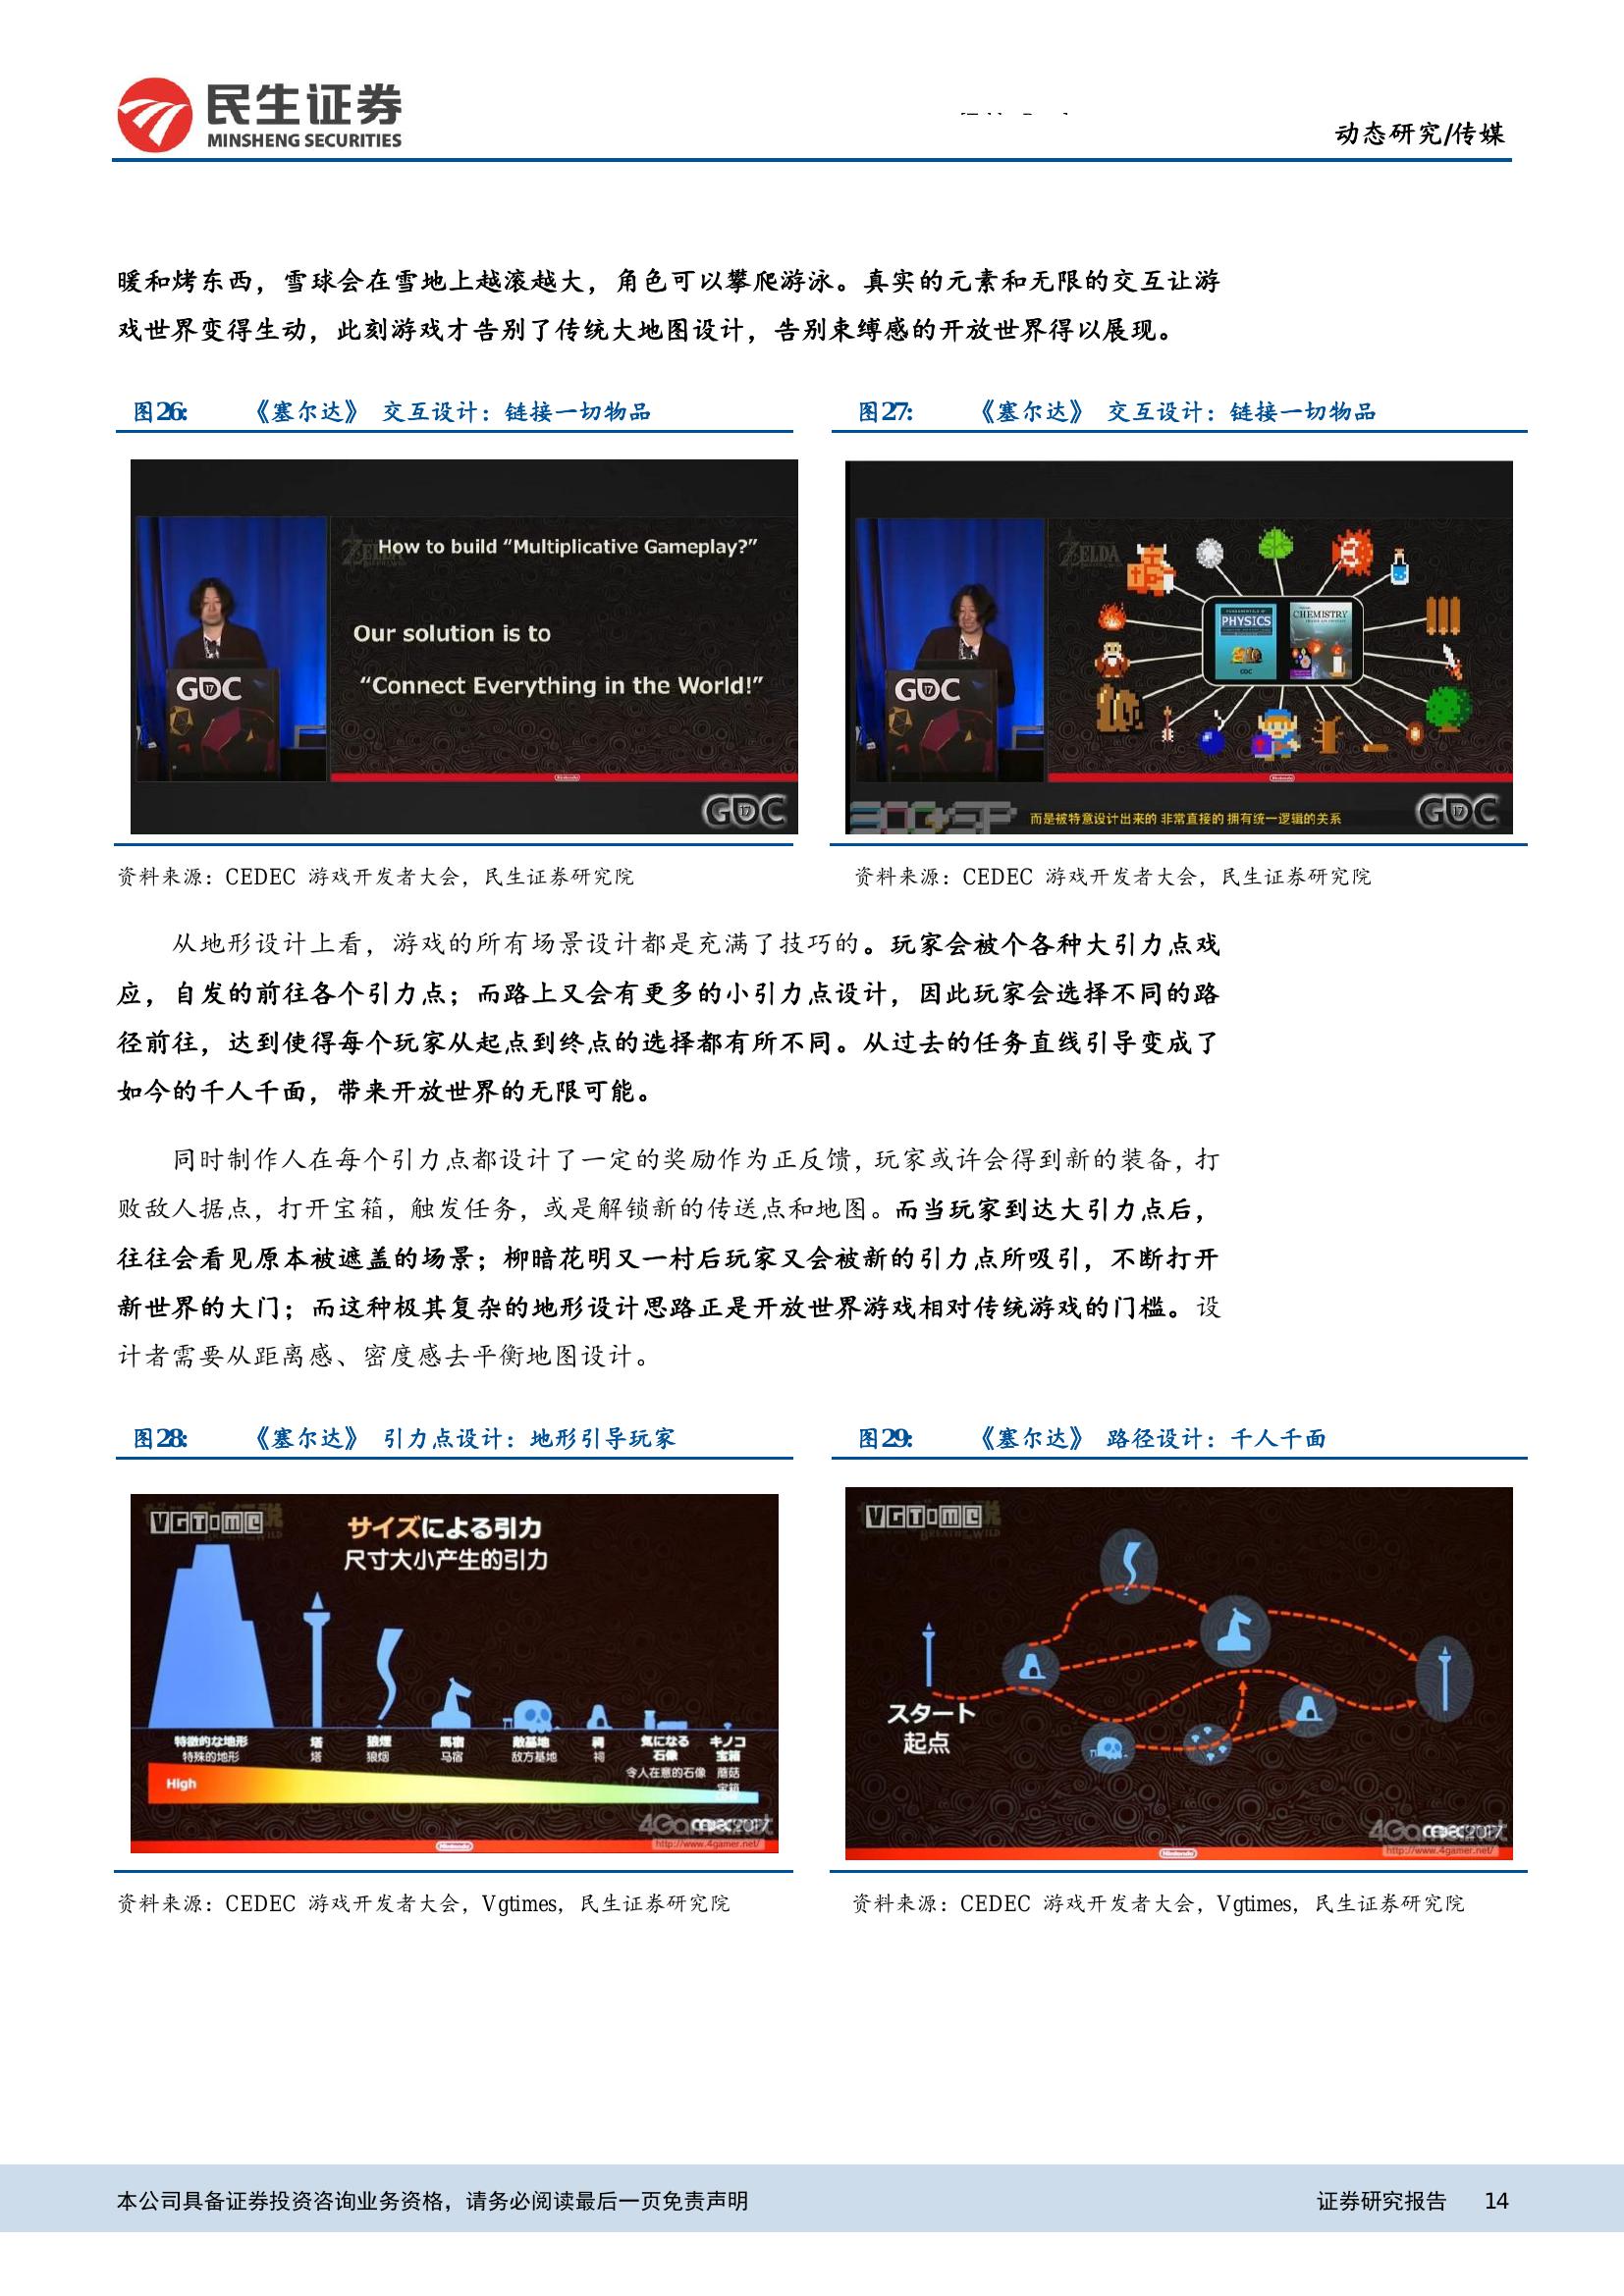 民生证券
MINSHENG SECURITIES
动态研究/传媒
暖和烤东西，雪球会在雪地上越滚越大，角色可以攀爬游泳。真实的元素和无限的交互让游
戏世界变得生动，此刻游戏才告别了传统大地图设计，告别束缚感的开放世界得以展现。
图26: 《塞尔达》 交互设计：链接一切物品
图27: 《塞尔达》 交互设计：链接一切物品
ZELDA
How to build “Multiplicative Gameplay?”
Our solution is to
“Connect Everything in the World!”
GDC
17
Nintendo
GDC
17
ZELDA
PHYSICS
CHEMISTRY
GDC
GDC
17
Nintendo
而是被特意设计出来的 非常直接的 拥有统一逻辑的关系
GDC
17
资料来源：CEDEC 游戏开发者大会，民生证券研究院
资料来源：CEDEC 游戏开发者大会，民生证券研究院
从地形设计上看，游戏的所有场景设计都是充满了技巧的。玩家会被个各种大引力点戏
应，自发的前往各个引力点；而路上又会有更多的小引力点设计，因此玩家会选择不同的路
径前往，达到使得每个玩家从起点到终点的选择都有所不同。从过去的任务直线引导变成了
如今的千人千面，带来开放世界的无限可能。
同时制作人在每个引力点都设计了一定的奖励作为正反馈，玩家或许会得到新的装备，打
败敌人据点，打开宝箱，触发任务，或是解锁新的传送点和地图。而当玩家到达大引力点后，
往往会看见原本被遮盖的场景；柳暗花明又一村后玩家又会被新的引力点所吸引，不断打开
新世界的大门；而这种极其复杂的地形设计思路正是开放世界游戏相对传统游戏的门槛。设
计者需要从距离感、密度感去平衡地图设计。
图28: 《塞尔达》 引力点设计：地形引导玩家
图29: 《塞尔达》 路径设计：千人千面
VGTIME
サイズによる引力
尺寸大小产生的引力
特徴的な地形 塔 狼煙 馬宿 敵基地 祠 気になる石像 キノコ宝箱
特殊的地形 塔 狼烟 马宿 敌方基地 祠 令人在意的石像 蘑菇宝箱
High
4Gamer.net
CEDEC2017
http://www.4gamer.net/
Nintendo
VGTIME
BREATH OF THE WILD
スタート
起点
4Gamer.net
CEDEC2017
http://www.4gamer.net/
Nintendo
资料来源：CEDEC 游戏开发者大会，Vgtimes，民生证券研究院
资料来源：CEDEC 游戏开发者大会，Vgtimes，民生证券研究院
本公司具备证券投资咨询业务资格，请务必阅读最后一页免责声明
证券研究报告 14